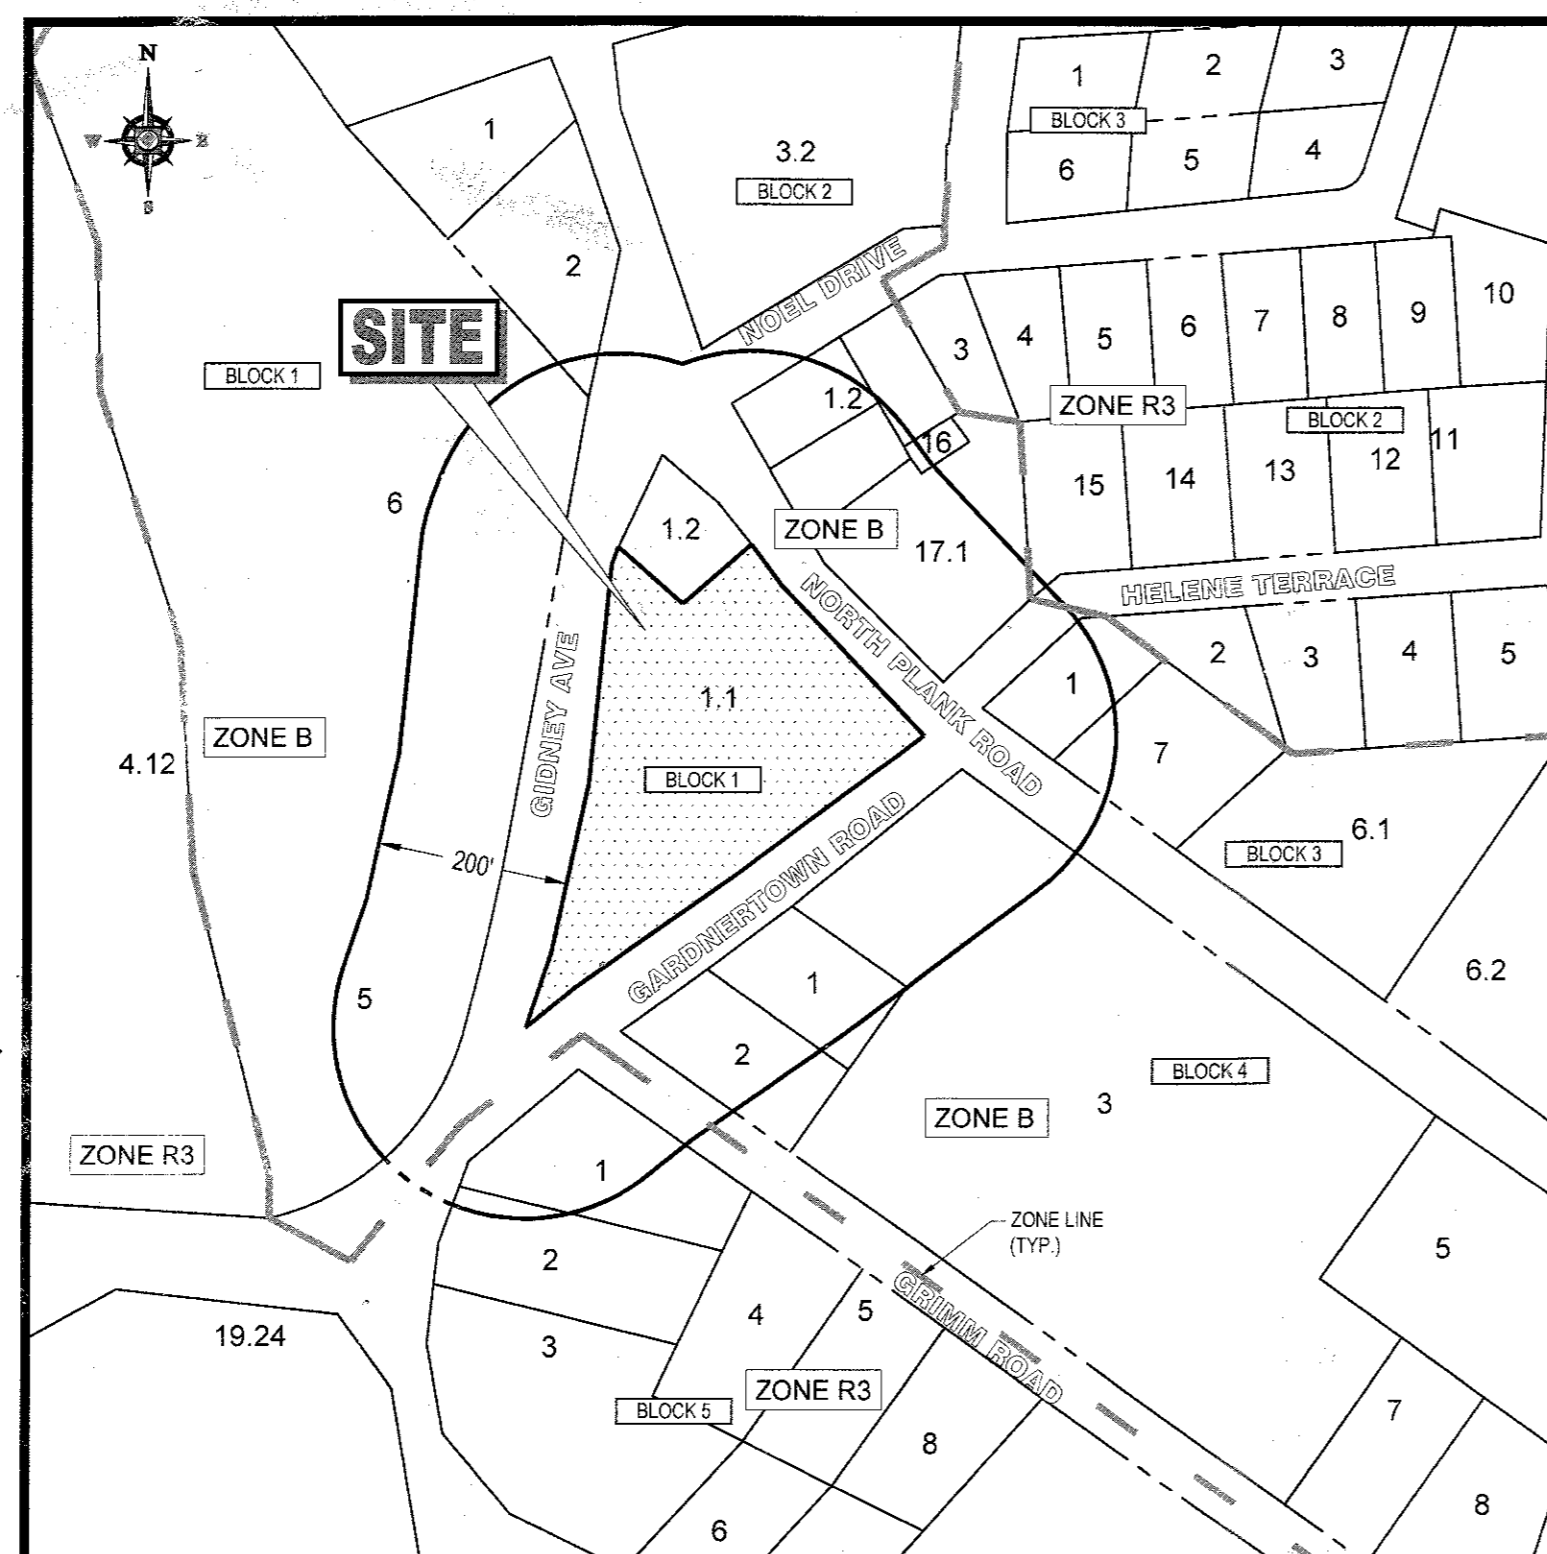 N
W
E
S
1
2
3
BLOCK 3
6
5
4
1
3.2
BLOCK 2
2
NOEL DRIVE
SITE
BLOCK 1
3
4
5
6
7
8
9
10
1.2
ZONE R3
BLOCK 2
16
15
14
13
12
11
6
1.2
ZONE B
17.1
HELENE TERRACE
NORTH PLANK ROAD
GIDNEY AVE
1.1
BLOCK 1
1
2
3
4
5
ZONE B
4.12
7
200'
GARDNERTOWN ROAD
6.1
BLOCK 3
6.2
5
1
2
BLOCK 4
ZONE B
3
ZONE R3
1
ZONE LINE
(TYP.)
2
5
GRIMM ROAD
19.24
3
4
5
ZONE R3
BLOCK 5
7
8
8
6